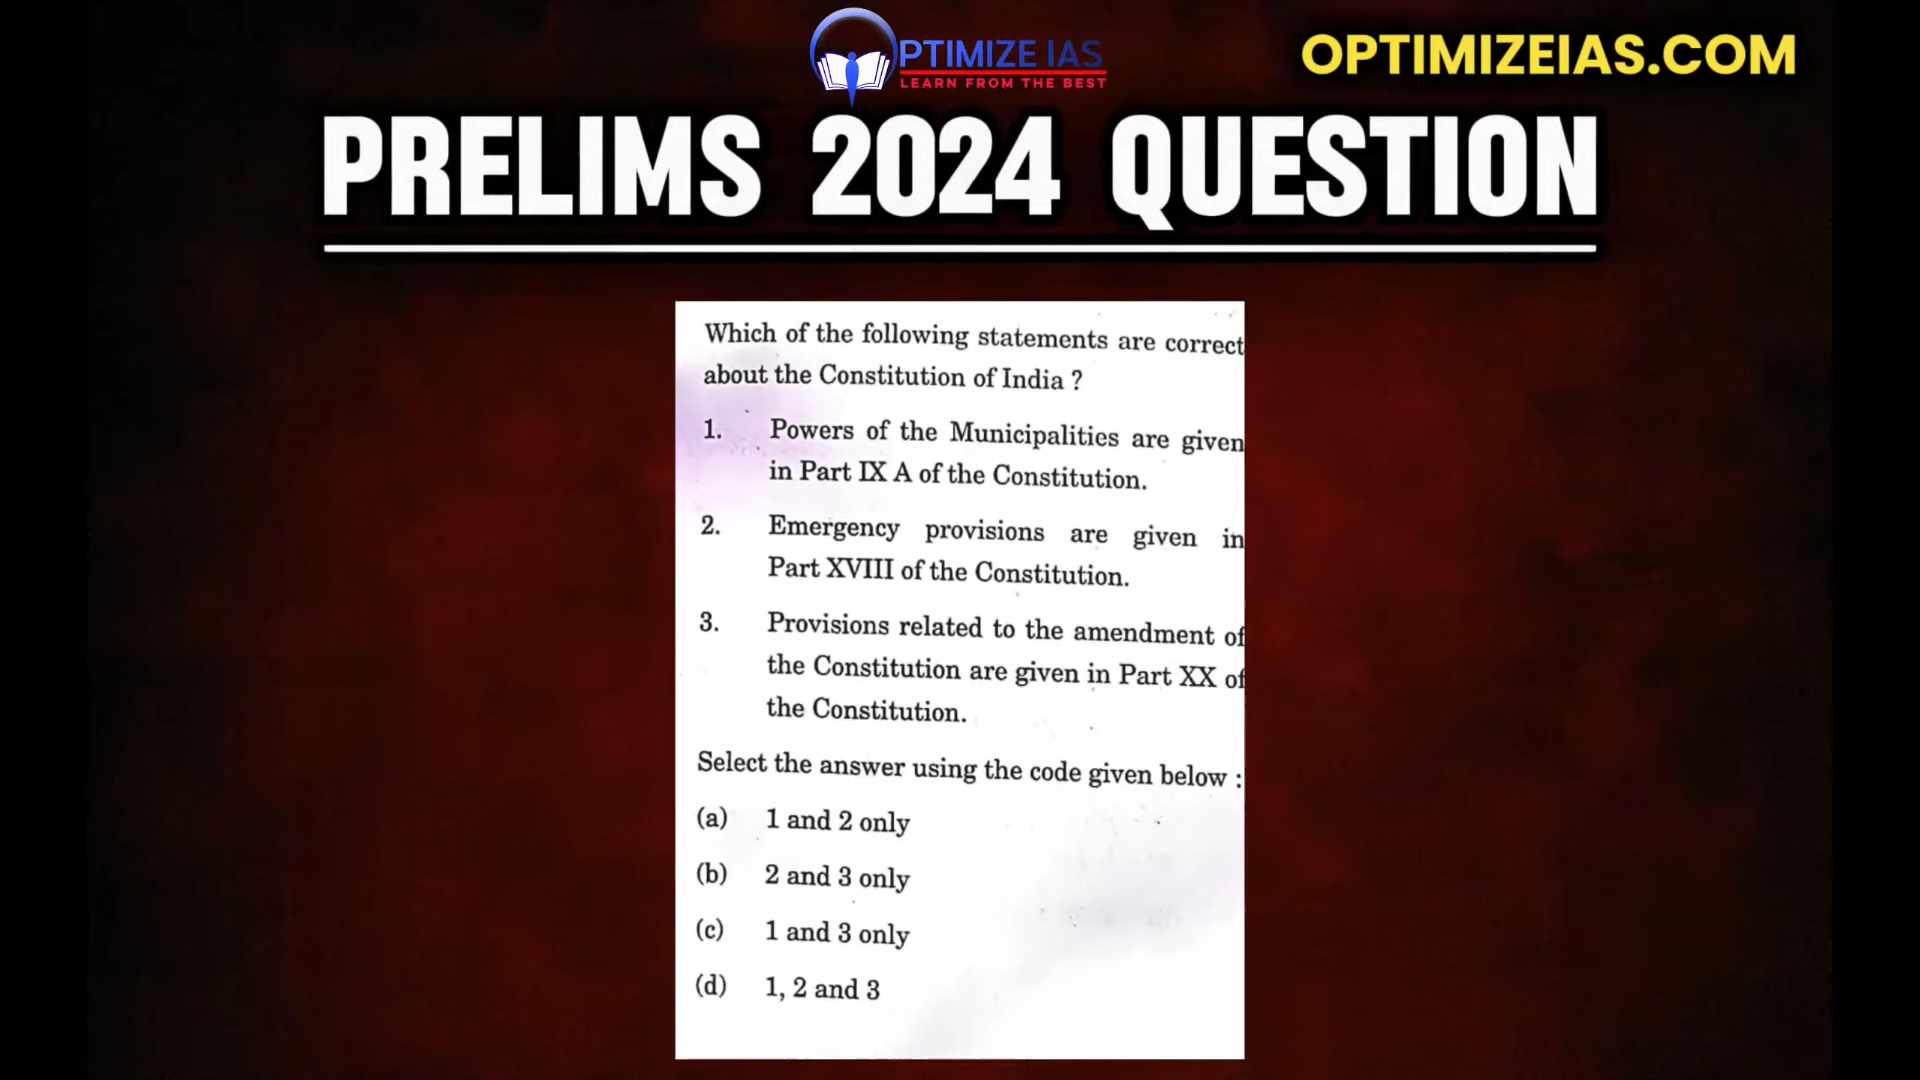 PTIMIZE IAS
LEARN FROM THE BEST
OPTIMIZEIAS.COM
PRELIMS 2024 QUESTION
Which of the following statements are correct
about the Constitution of India ?
1. Powers of the Municipalities are given
in Part IX A of the Constitution.
2. Emergency provisions are given in
Part XVIII of the Constitution.
3. Provisions related to the amendment of
the Constitution are given in Part XX of
the Constitution.
Select the answer using the code given below :
(a) 1 and 2 only
(b) 2 and 3 only
(c) 1 and 3 only
(d) 1, 2 and 3